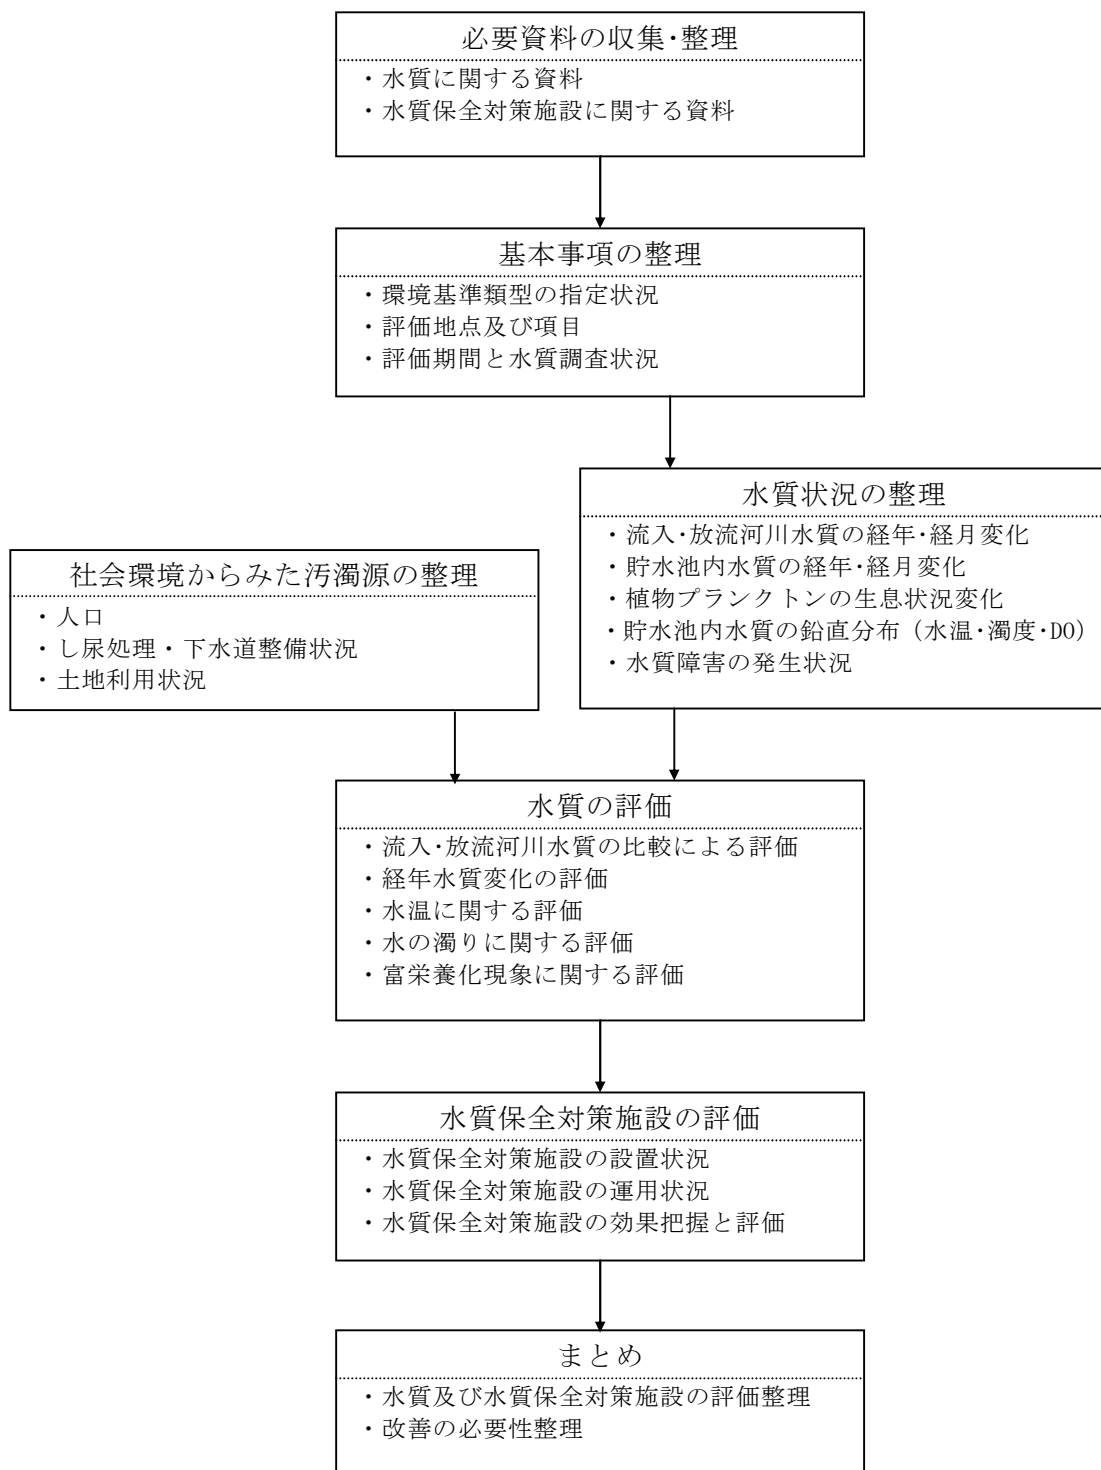 必要資料の収集･整理
・水質に関する資料
・水質保全対策施設に関する資料
基本事項の整理
・環境基準類型の指定状況
・評価地点及び項目
・評価期間と水質調査状況
水質状況の整理
・流入･放流河川水質の経年･経月変化
・貯水池内水質の経年･経月変化
・植物プランクトンの生息状況変化
・貯水池内水質の鉛直分布（水温･濁度･DO）
・水質障害の発生状況
社会環境からみた汚濁源の整理
・人口
・し尿処理・下水道整備状況
・土地利用状況
水質の評価
・流入･放流河川水質の比較による評価
・経年水質変化の評価
・水温に関する評価
・水の濁りに関する評価
・富栄養化現象に関する評価
水質保全対策施設の評価
・水質保全対策施設の設置状況
・水質保全対策施設の運用状況
・水質保全対策施設の効果把握と評価
まとめ
・水質及び水質保全対策施設の評価整理
・改善の必要性整理